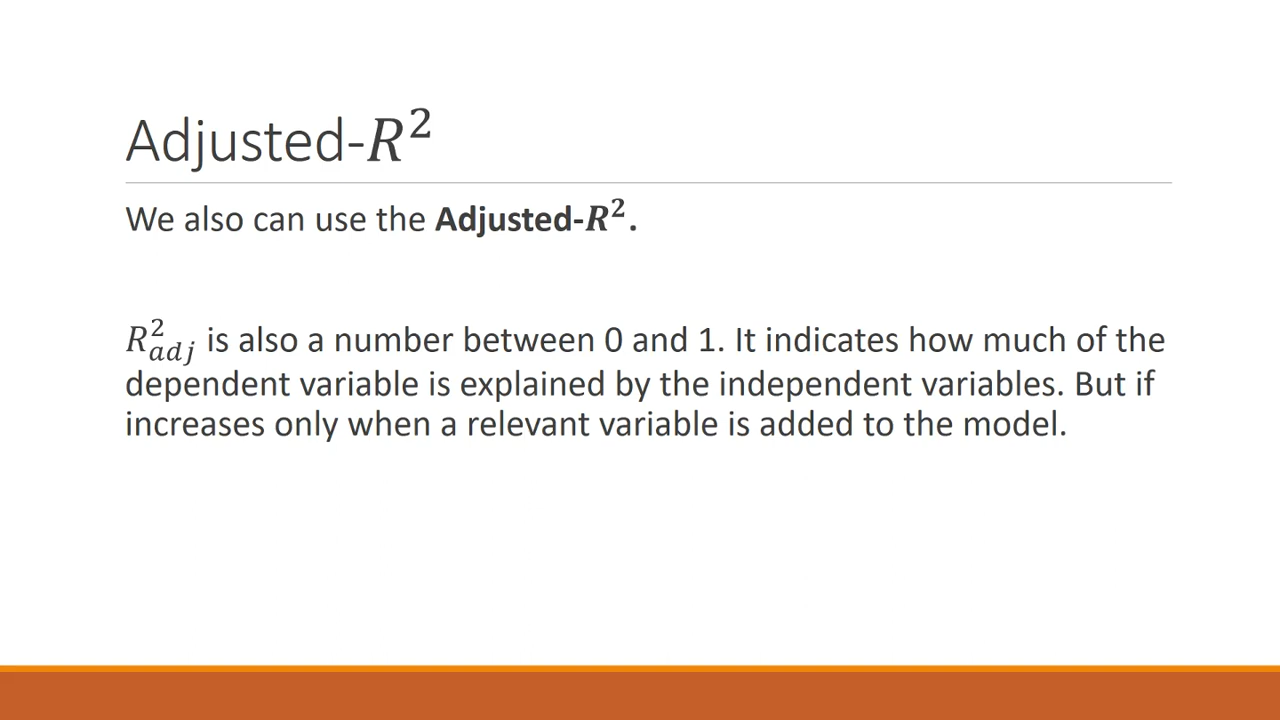 Adjusted-R²
We also can use the Adjusted-R².
R²adj is also a number between 0 and 1. It indicates how much of the
dependent variable is explained by the independent variables. But if
increases only when a relevant variable is added to the model.